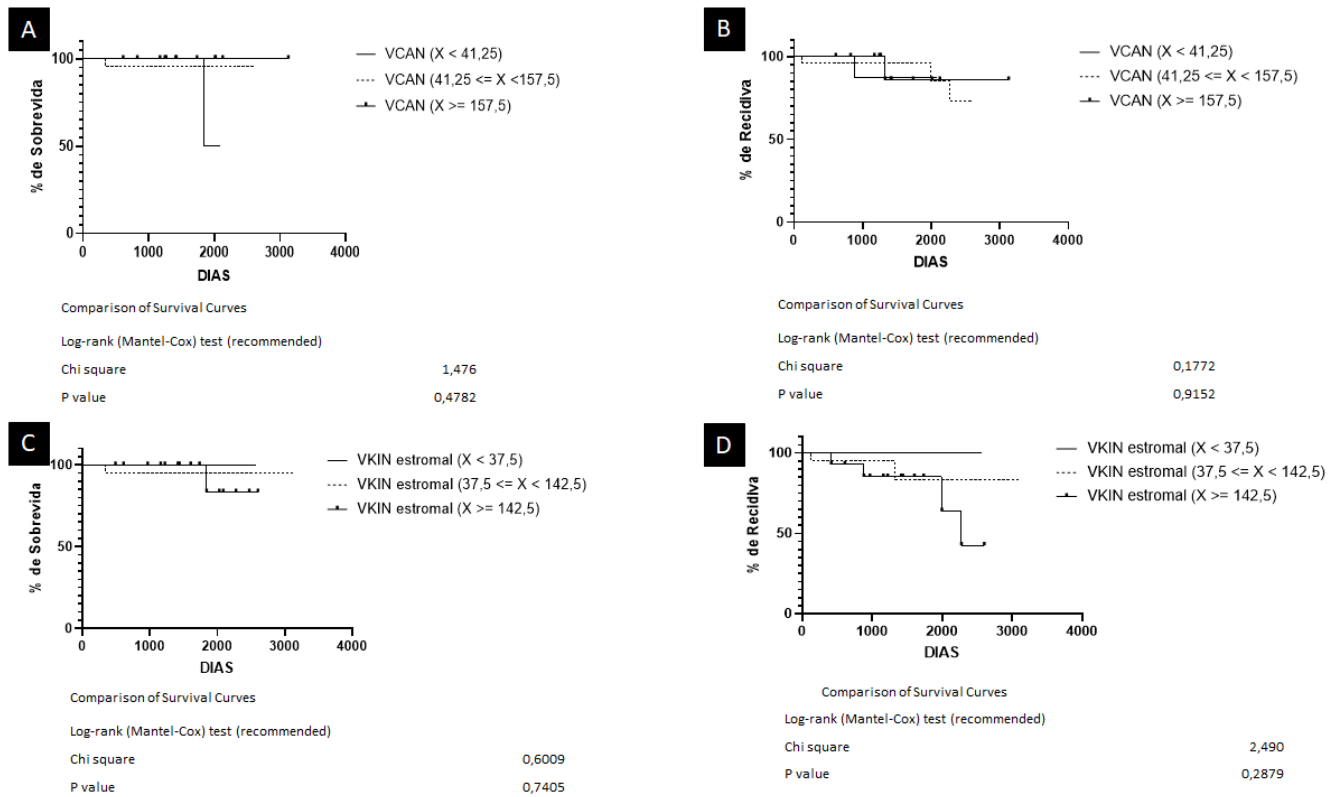 A
% de Sobrevida
100
50
0
0 1000 2000 3000 4000
DIAS
VCAN (X < 41,25)
VCAN (41,25 <= X <157,5)
VCAN (X >= 157,5)
Comparison of Survival Curves
Log-rank (Mantel-Cox) test (recommended)
Chi square 1,476
P value 0,4782
B
% de Recidiva
100
50
0
0 1000 2000 3000 4000
DIAS
VCAN (X < 41,25)
VCAN (41,25 <= X < 157,5)
VCAN (X >= 157,5)
Comparison of Survival Curves
Log-rank (Mantel-Cox) test (recommended)
Chi square 0,1772
P value 0,9152
C
% de Sobrevida
100
50
0
0 1000 2000 3000 4000
DIAS
VKIN estromal (X < 37,5)
VKIN estromal (37,5 <= X < 142,5)
VKIN estromal (X >= 142,5)
Comparison of Survival Curves
Log-rank (Mantel-Cox) test (recommended)
Chi square 0,6009
P value 0,7405
D
% de Recidiva
100
50
0
0 1000 2000 3000 4000
DIAS
VKIN estromal (X < 37,5)
VKIN estromal (37,5 <= X < 142,5)
VKIN estromal (X >= 142,5)
Comparison of Survival Curves
Log-rank (Mantel-Cox) test (recommended)
Chi square 2,490
P value 0,2879